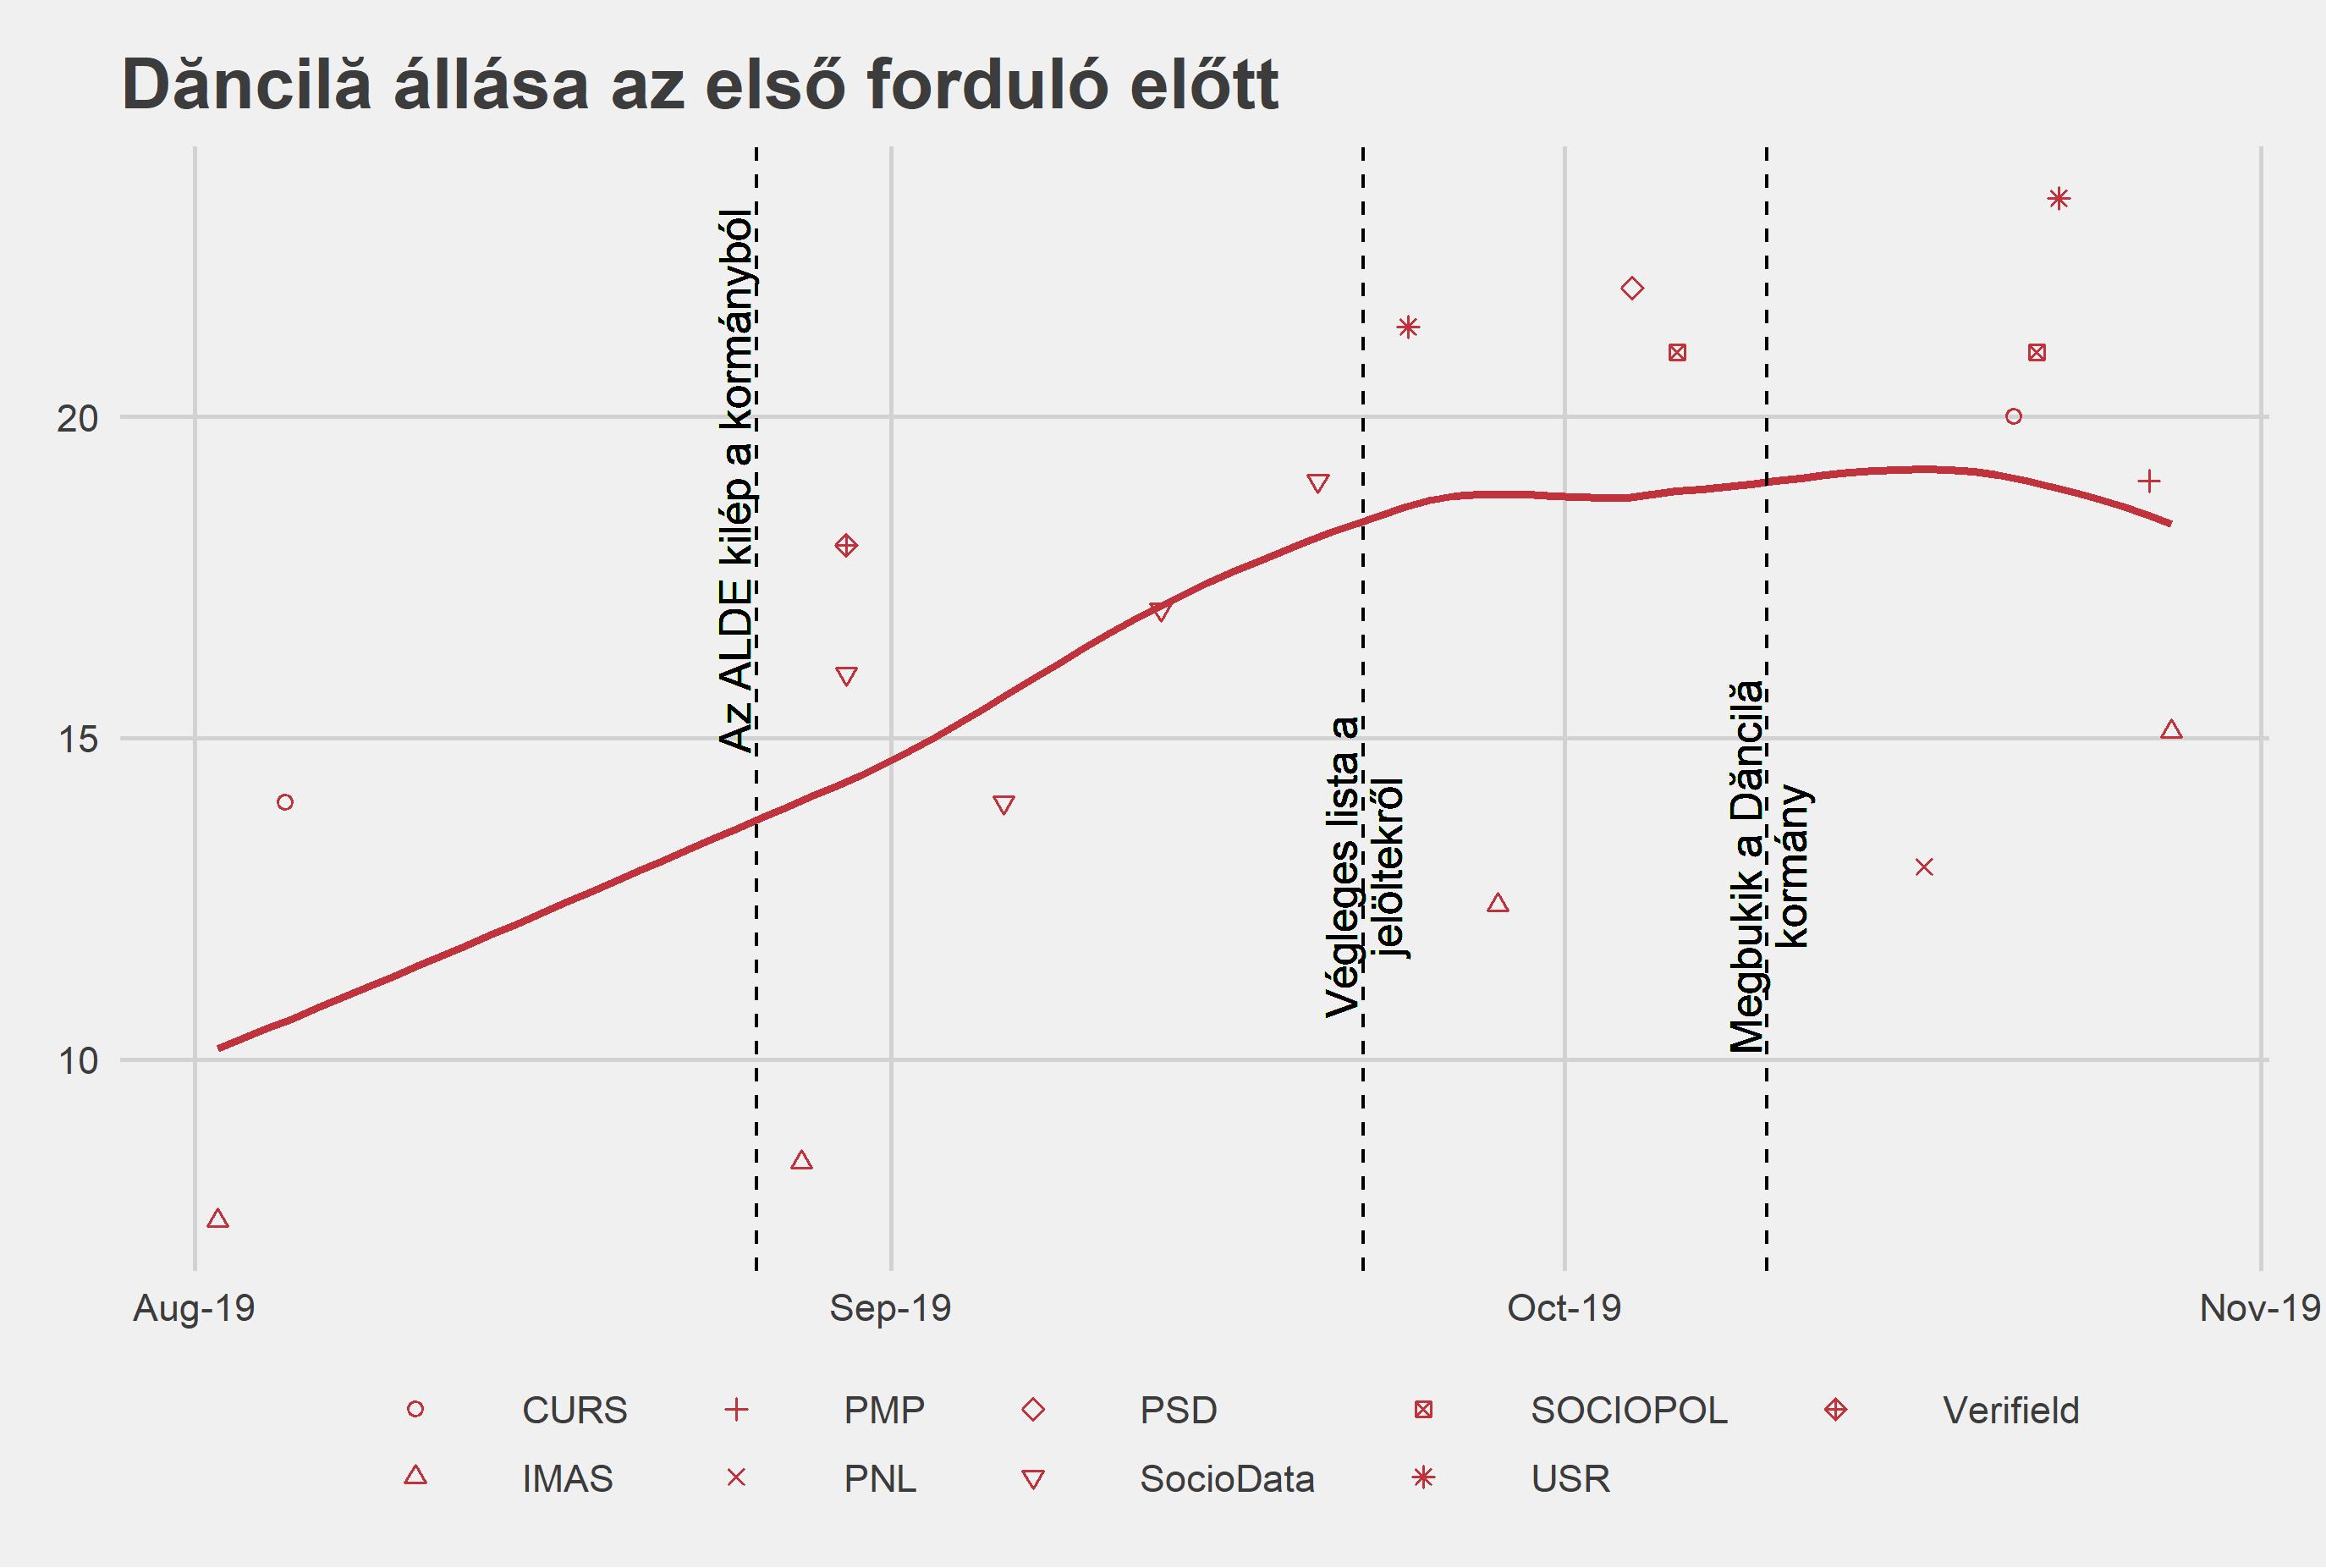 Dăncilă állása az első forduló előtt
20
15
10
Az ALDE kilép a kormányból
Végleges lista a
jelöltekről
Megbukik a Dăncilă
kormány
Aug-19
Sep-19
Oct-19
Nov-19
CURS
PMP
PSD
SOCIOPOL
Verifield
IMAS
PNL
SocioData
USR